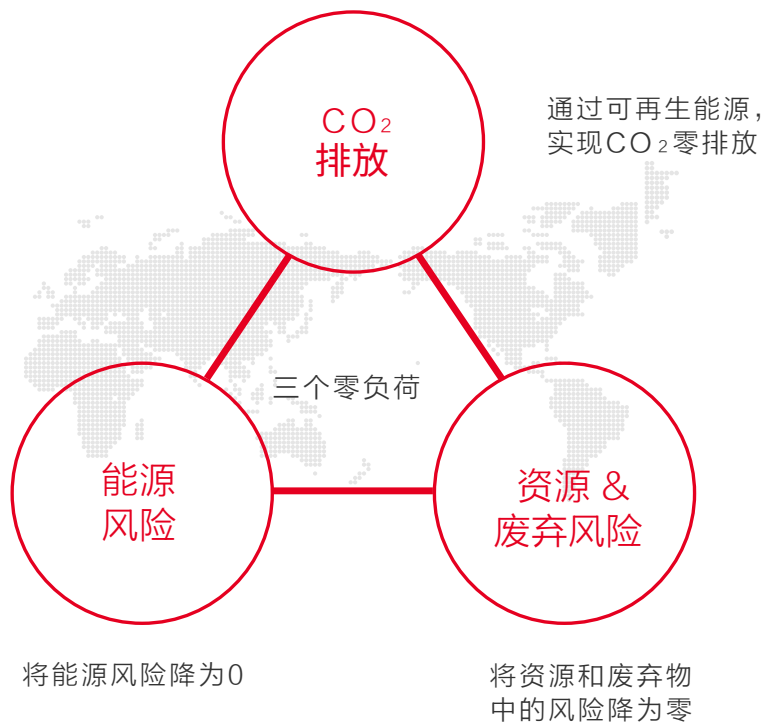 CO₂
排放
通过可再生能源，
实现CO₂零排放
三个零负荷
能源
风险
资源 &
废弃风险
将能源风险降为0
将资源和废弃物
中的风险降为零